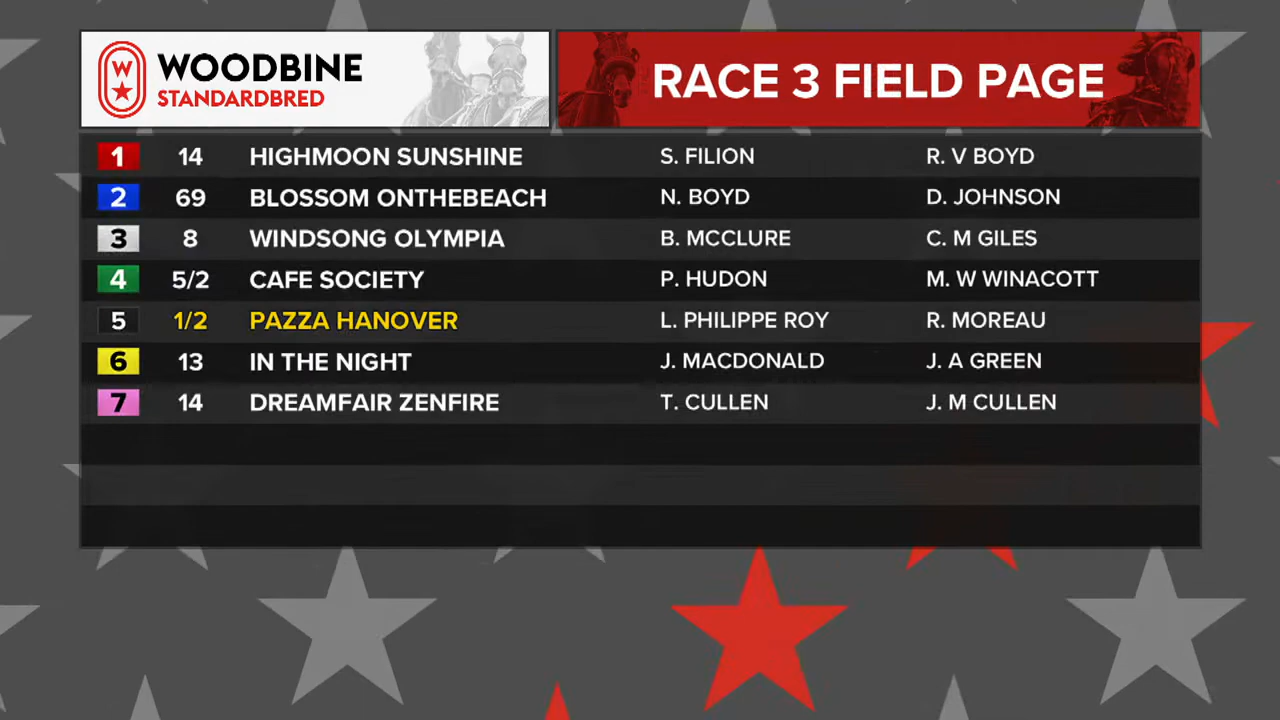 W
WOODBINE
STANDARDBRED
RACE 3 FIELD PAGE
1 14 HIGHMOON SUNSHINE S. FILION R. V BOYD
2 69 BLOSSOM ONTHEBEACH N. BOYD D. JOHNSON
3 8 WINDSONG OLYMPIA B. MCCLURE C. M GILES
4 5/2 CAFE SOCIETY P. HUDON M. W WINACOTT
5 1/2 PAZZA HANOVER L. PHILIPPE ROY R. MOREAU
6 13 IN THE NIGHT J. MACDONALD J. A GREEN
7 14 DREAMFAIR ZENFIRE T. CULLEN J. M CULLEN